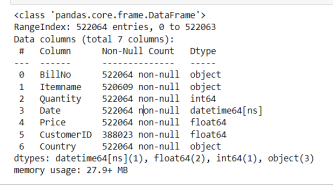 <class 'pandas.core.frame.DataFrame'>
RangeIndex: 522064 entries, 0 to 522063
Data columns (total 7 columns):
 #   Column      Non-Null Count   Dtype
---  ------      --------------   -----
 0   BillNo      522064 non-null  object
 1   Itemname    520609 non-null  object
 2   Quantity    522064 non-null  int64
 3   Date        522064 non-null  datetime64[ns]
 4   Price       522064 non-null  float64
 5   CustomerID  388023 non-null  float64
 6   Country     522064 non-null  object
dtypes: datetime64[ns](1), float64(2), int64(1), object(3)
memory usage: 27.9+ MB